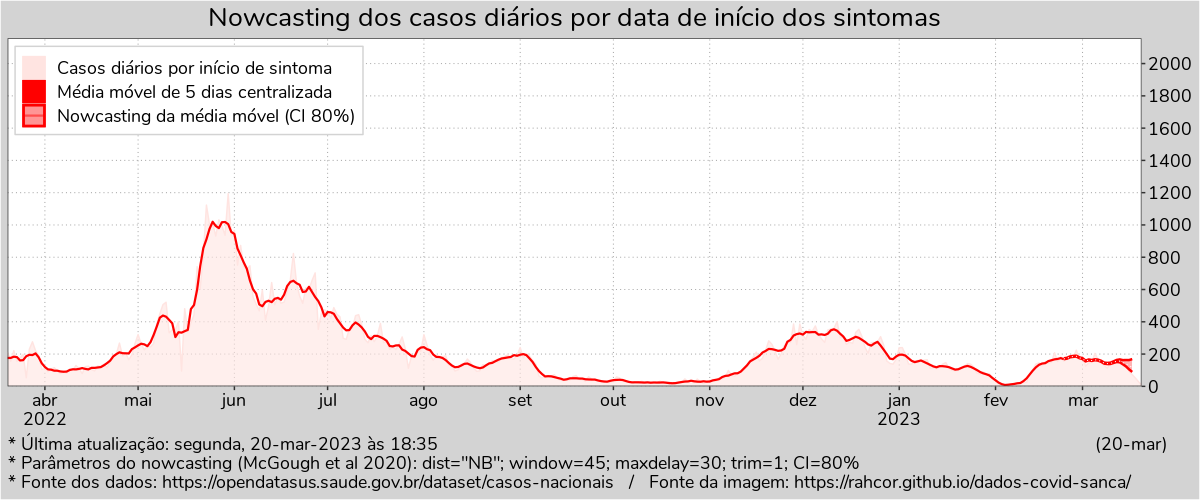 Nowcasting dos casos diários por data de início dos sintomas
Casos diários por início de sintoma
Média móvel de 5 dias centralizada
Nowcasting da média móvel (CI 80%)
2000
1800
1600
1400
1200
1000
800
600
400
200
0
abr mai jun jul ago set out nov dez jan fev mar
2022 2023
* Última atualização: segunda, 20-mar-2023 às 18:35 (20-mar)
* Parâmetros do nowcasting (McGough et al 2020): dist="NB"; window=45; maxdelay=30; trim=1; CI=80%
* Fonte dos dados: https://opendatasus.saude.gov.br/dataset/casos-nacionais / Fonte da imagem: https://rahcor.github.io/dados-covid-sanca/